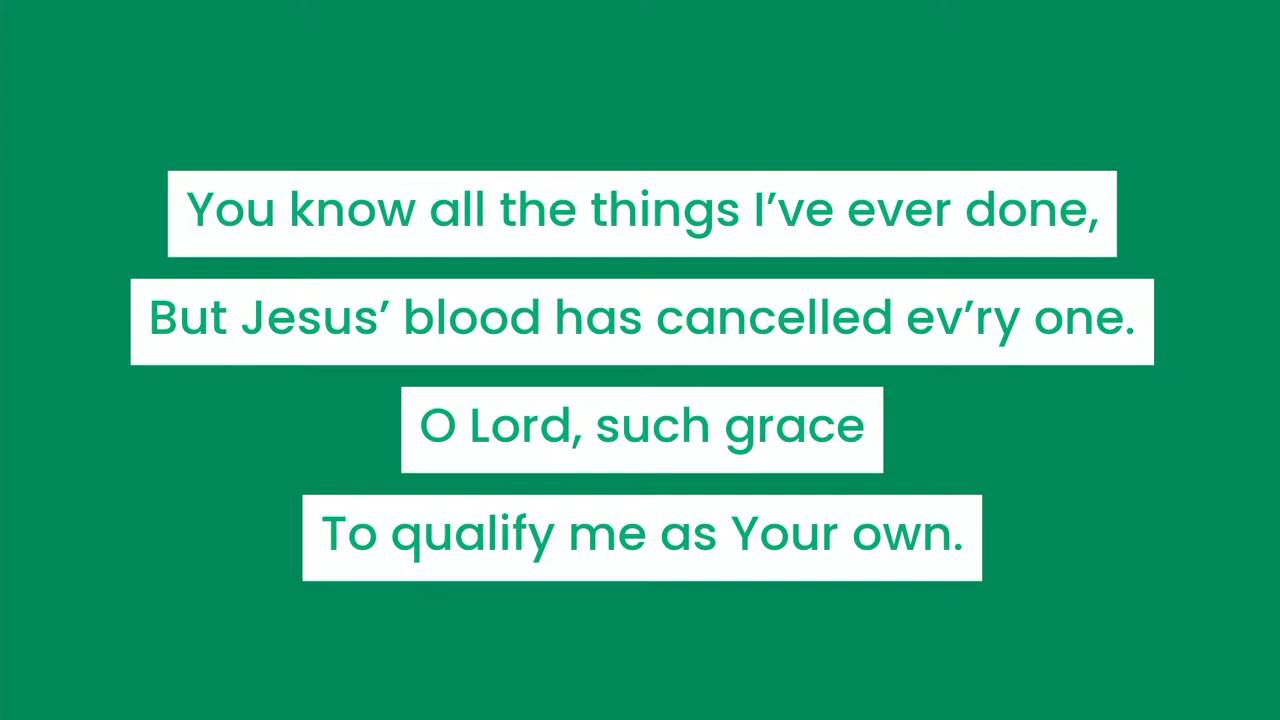 You know all the things I’ve ever done,
But Jesus’ blood has cancelled ev’ry one.
O Lord, such grace
To qualify me as Your own.